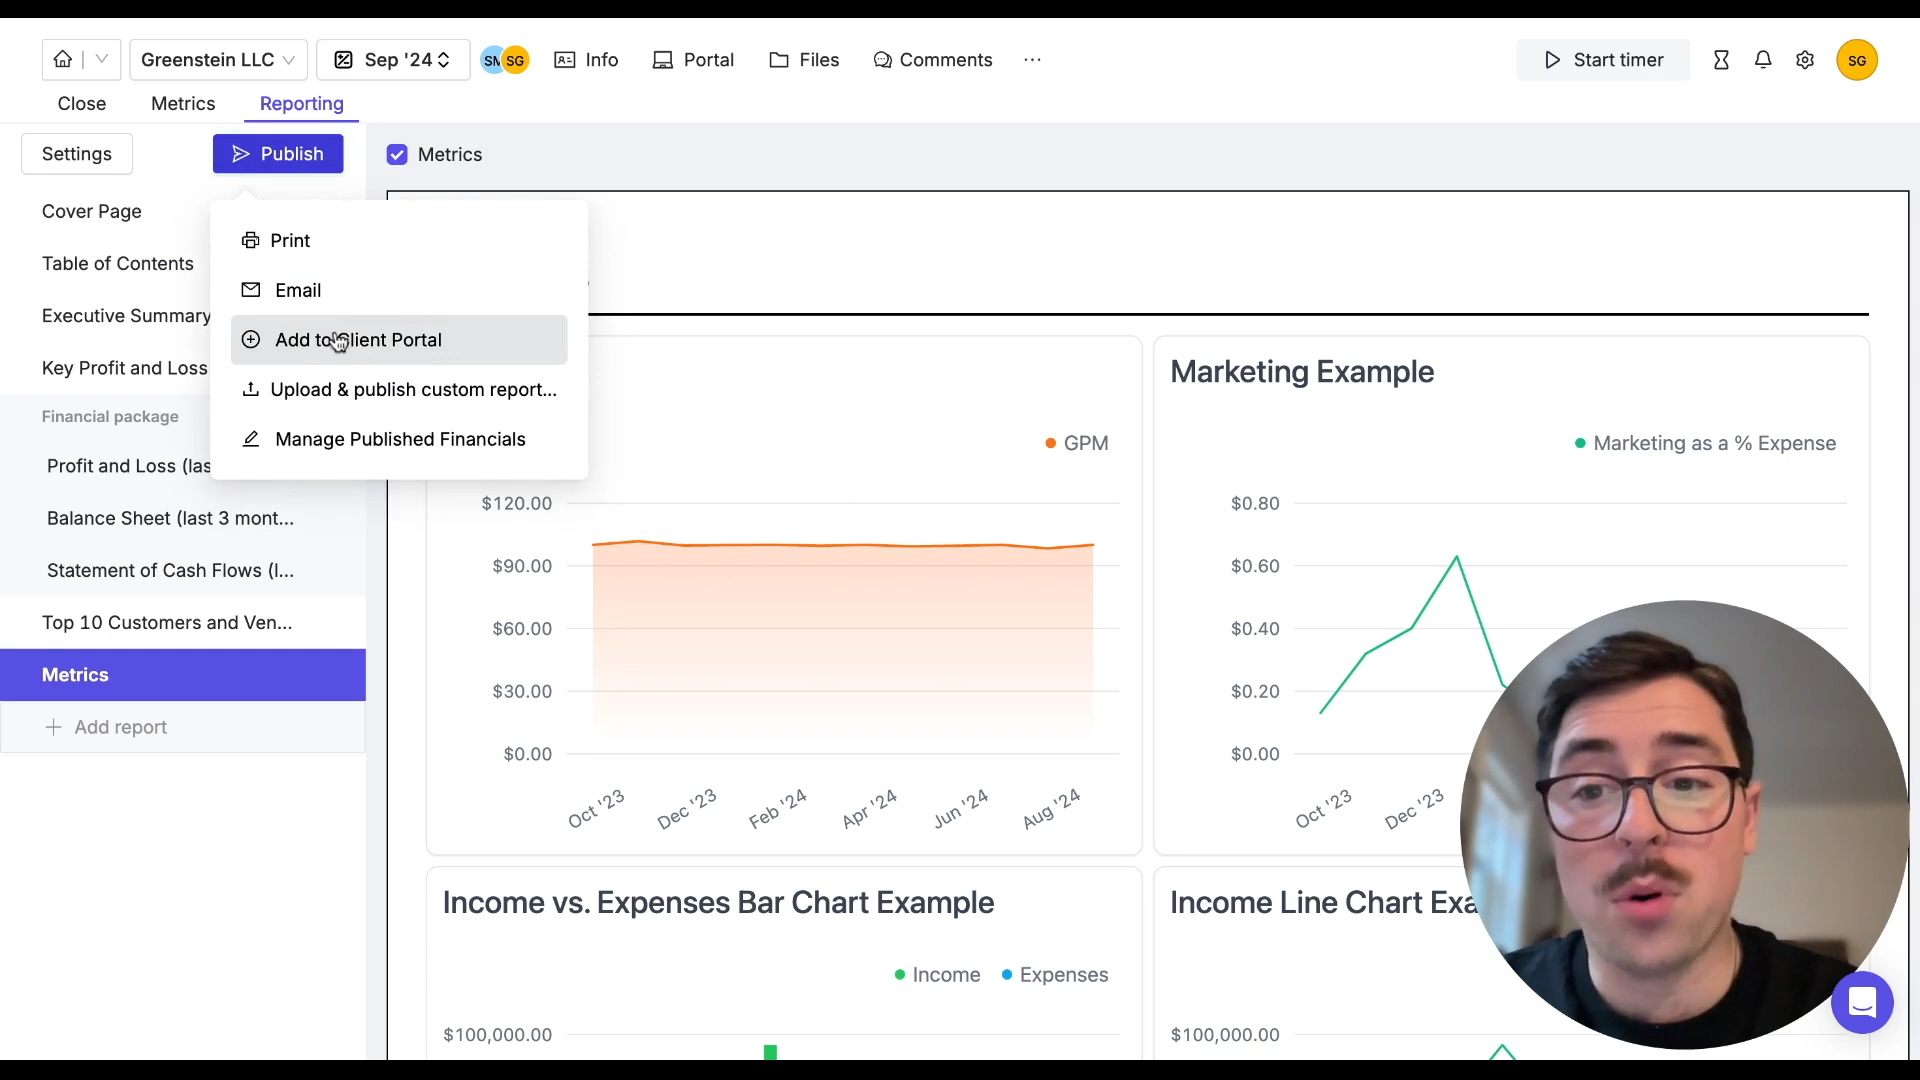 Greenstein LLC
Sep '24
SM
SG
Info
Portal
Files
Comments
Start timer
SG
Close
Metrics
Reporting
Settings
Publish
Metrics
Cover Page
Table of Contents
Executive Summary
Key Profit and Loss
Financial package
Profit and Loss (las
Balance Sheet (last 3 mont...
Statement of Cash Flows (l...
Top 10 Customers and Ven...
Metrics
Add report
Print
Email
Add to Client Portal
Upload & publish custom report...
Manage Published Financials
GPM
$120.00
$90.00
$60.00
$30.00
$0.00
Oct '23
Dec '23
Feb '24
Apr '24
Jun '24
Aug '24
Marketing Example
Marketing as a % Expense
$0.80
$0.60
$0.40
$0.20
$0.00
Oct '23
Dec '23
Income vs. Expenses Bar Chart Example
Income
Expenses
$100,000.00
Income Line Chart Exa
$100,000.00